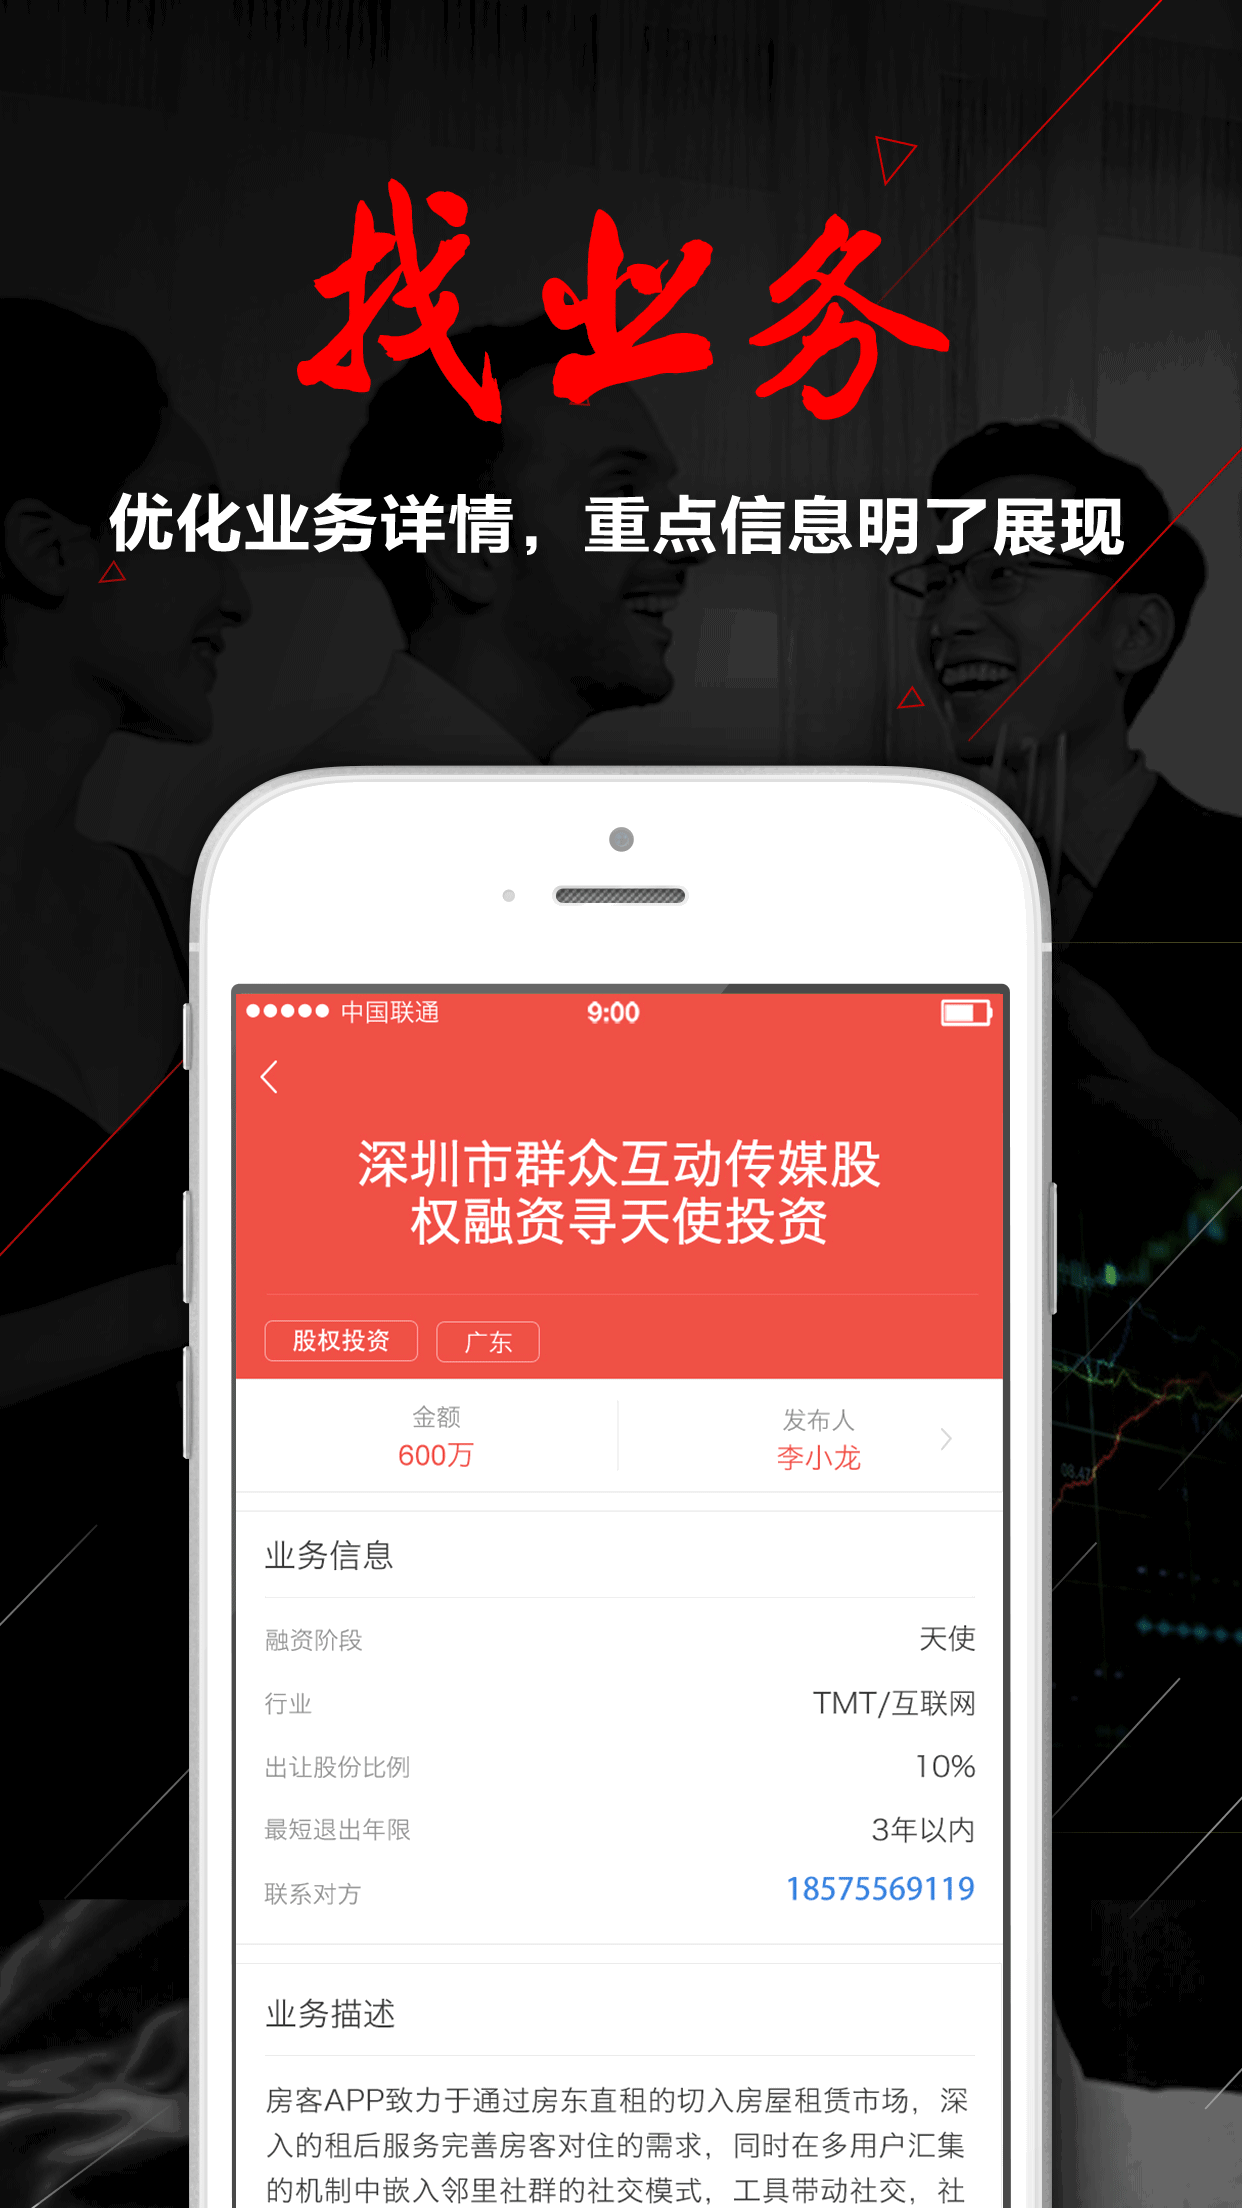 找业务
优化业务详情，重点信息明了展现
中国联通 9:00
深圳市群众互动传媒股
权融资寻天使投资
股权投资 广东
金额 发布人
600万 李小龙
业务信息
融资阶段 天使
行业 TMT/互联网
出让股份比例 10%
最短退出年限 3年以内
联系对方 18575569119
业务描述
房客APP致力于通过房东直租的切入房屋租赁市场，深
入的租后服务完善房客对住的需求，同时在多用户汇集
的机制中嵌入邻里社群的社交模式，工具带动社交，社